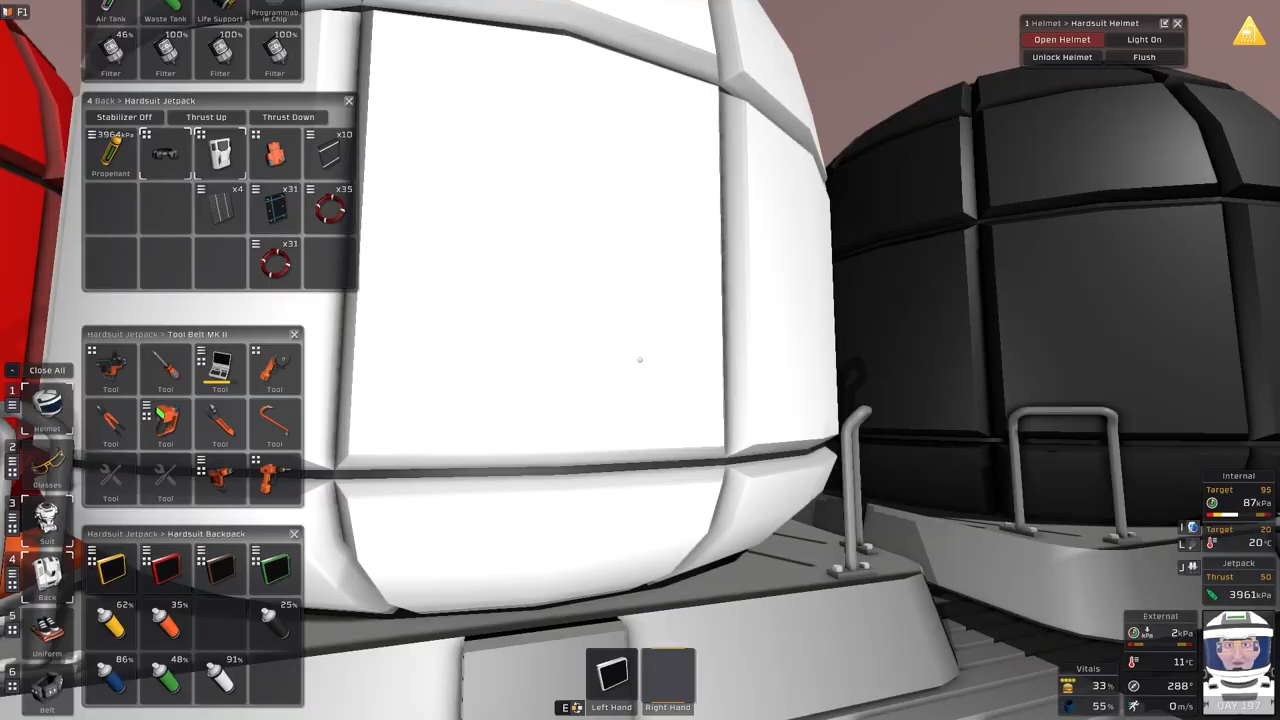 F1
Air Tank
Waste Tank
Life Support
Programmab
le Chip
46%
100%
100%
100%
Filter
Filter
Filter
Filter
4 Back > Hardsuit Jetpack
Stabilizer Off
Thrust Up
Thrust Down
3964kPa
x10
Propellant
x4
x31
x35
x31
Hardsuit Jetpack > Tool Belt MK II
Tool
Tool
Tool
Tool
Tool
Tool
Tool
Tool
Tool
Tool
Hardsuit Jetpack > Hardsuit Backpack
62%
35%
25%
86%
48%
91%
Close All
1
Helmet
2
Glasses
3
Suit
4
Back
5
Uniform
6
Belt
E
Left Hand
Right Hand
1 Helmet > Hardsuit Helmet
Open Helmet
Light On
Unlock Helmet
Flush
Internal
Target 95
87kPa
Target 20
20°C
Jetpack
Thrust 50
3961kPa
External
2kPa
11°C
288°
0m/s
Vitals
33%
55%
DAY 197